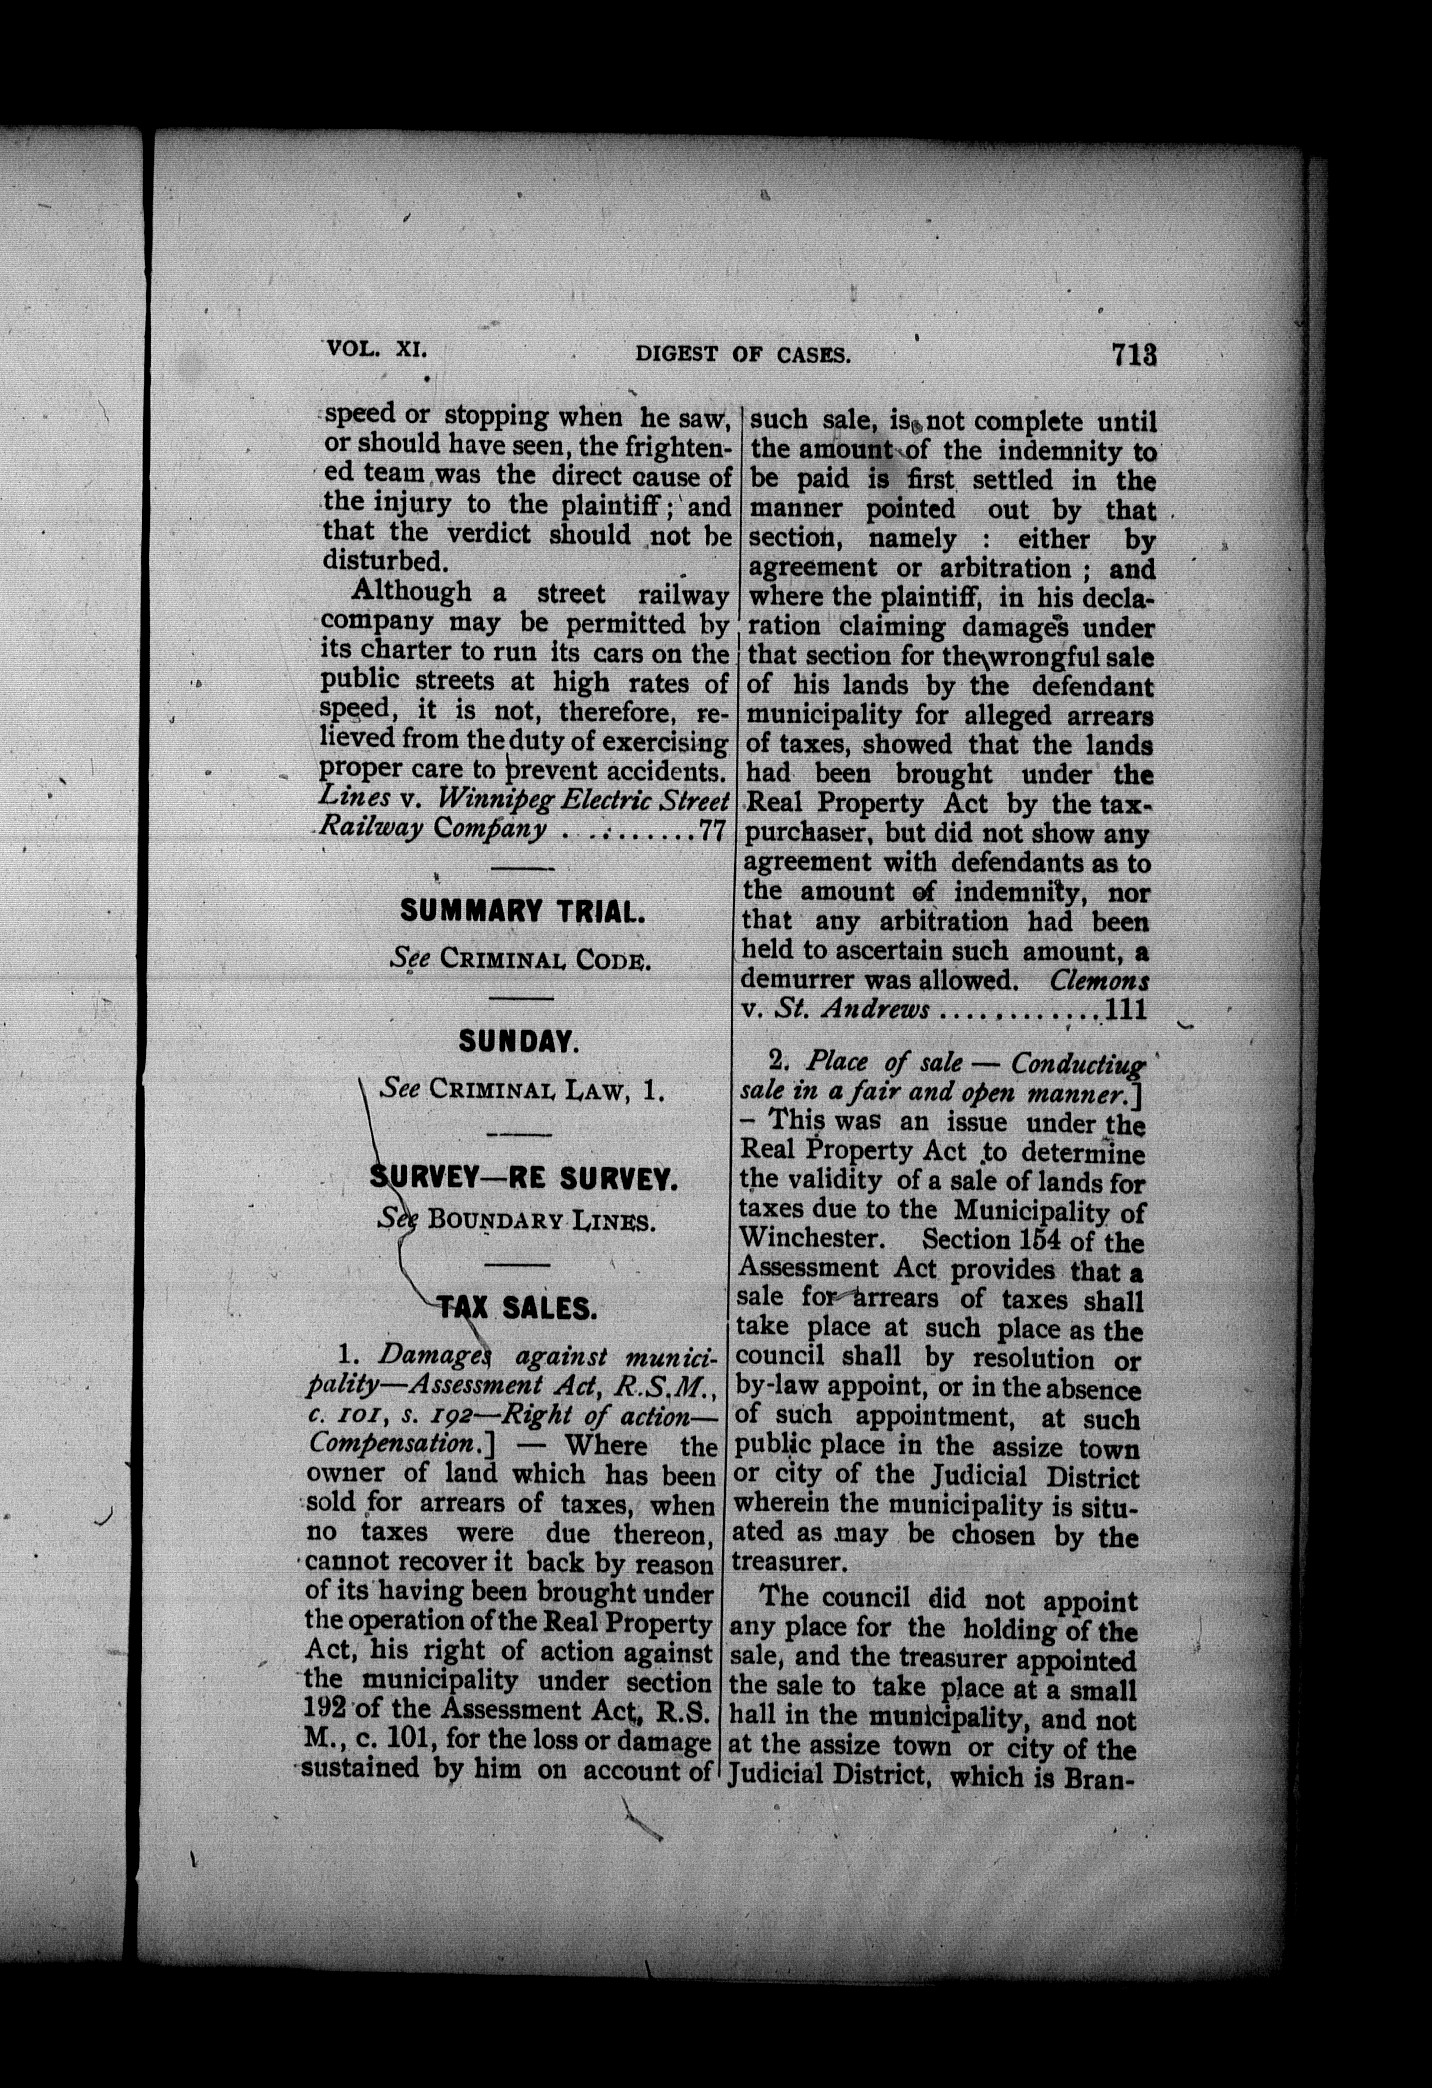 VOL. XI.
DIGEST OF CASES.
713
speed or stopping when he saw,
or should have seen, the frighten-
ed team was the direct cause of
the injury to the plaintiff; and
that the verdict should not be
disturbed.
Although a street railway
company may be permitted by
its charter to run its cars on the
public streets at high rates of
speed, it is not, therefore, re-
lieved from the duty of exercising
proper care to prevent accidents.
Lines v. Winnipeg Electric Street
Railway Company ..........77
SUMMARY TRIAL.
See CRIMINAL CODE.
SUNDAY.
See CRIMINAL LAW, 1.
SURVEY—RE SURVEY.
See BOUNDARY LINES.
TAX SALES.
1. Damages against munici-
pality—Assessment Act, R.S.M.,
c. 101, s. 192—Right of action—
Compensation.] — Where the
owner of land which has been
sold for arrears of taxes, when
no taxes were due thereon,
cannot recover it back by reason
of its having been brought under
the operation of the Real Property
Act, his right of action against
the municipality under section
192 of the Assessment Act, R.S.
M., c. 101, for the loss or damage
sustained by him on account of
such sale, is not complete until
the amount of the indemnity to
be paid is first settled in the
manner pointed out by that
section, namely : either by
agreement or arbitration ; and
where the plaintiff, in his decla-
ration claiming damages under
that section for the wrongful sale
of his lands by the defendant
municipality for alleged arrears
of taxes, showed that the lands
had been brought under the
Real Property Act by the tax-
purchaser, but did not show any
agreement with defendants as to
the amount of indemnity, nor
that any arbitration had been
held to ascertain such amount, a
demurrer was allowed. Clemons
v. St. Andrews ............111
2. Place of sale — Conductiug
sale in a fair and open manner.]
– This was an issue under the
Real Property Act to determine
the validity of a sale of lands for
taxes due to the Municipality of
Winchester. Section 154 of the
Assessment Act provides that a
sale for arrears of taxes shall
take place at such place as the
council shall by resolution or
by-law appoint, or in the absence
of such appointment, at such
public place in the assize town
or city of the Judicial District
wherein the municipality is situ-
ated as may be chosen by the
treasurer.
The council did not appoint
any place for the holding of the
sale, and the treasurer appointed
the sale to take place at a small
hall in the municipality, and not
at the assize town or city of the
Judicial District, which is Bran-